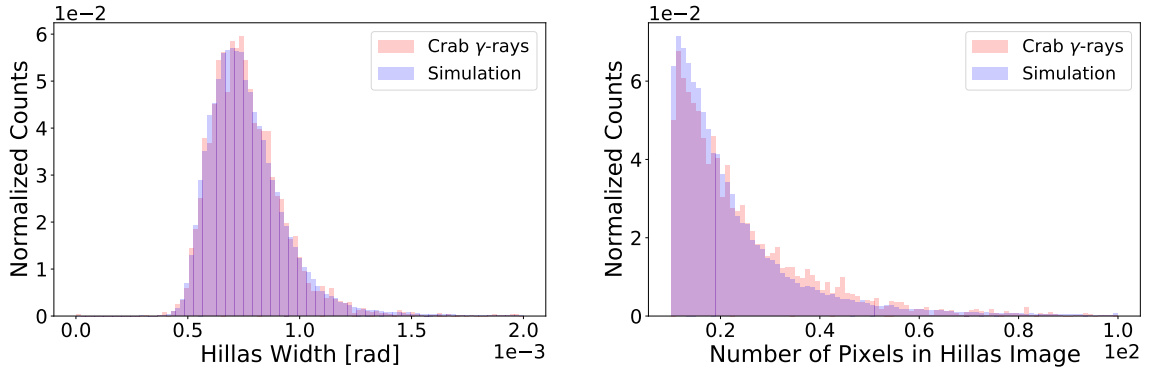 1e−2
Normalized Counts
6
5
4
3
2
1
0
0.0
0.5
1.0
1.5
2.0
Hillas Width [rad]
1e−3
Crab γ-rays
Simulation
1e−2
Normalized Counts
6
4
2
0
0.2
0.4
0.6
0.8
1.0
Number of Pixels in Hillas Image
1e2
Crab γ-rays
Simulation